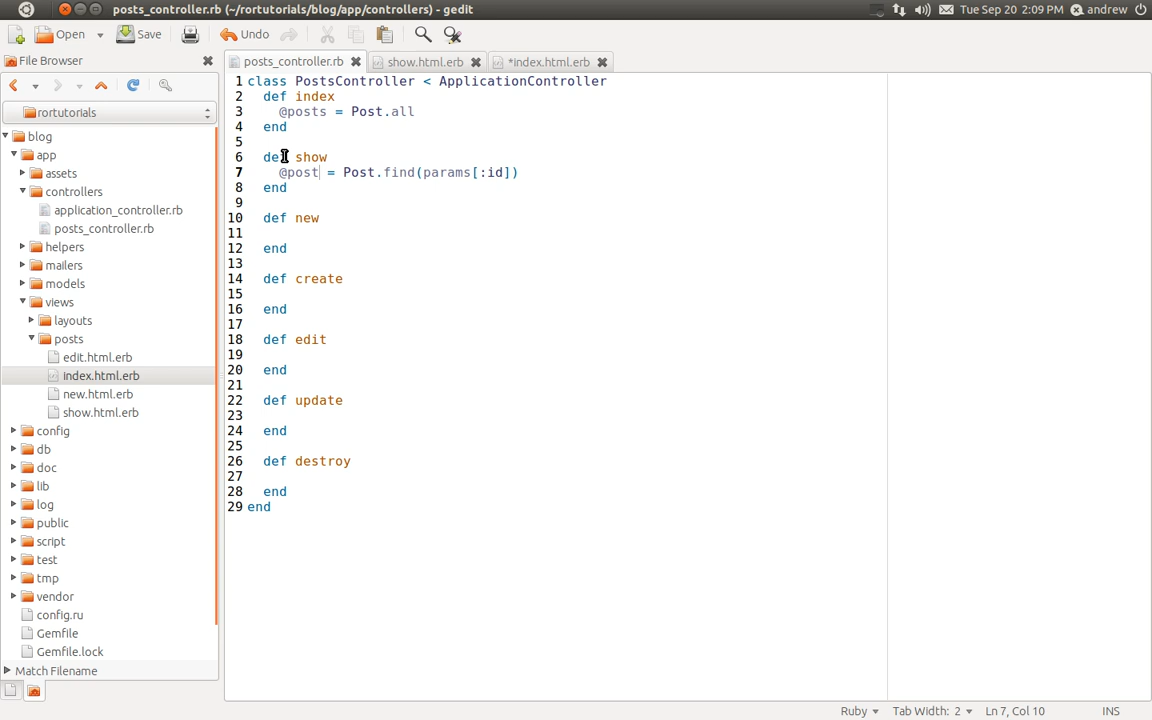 posts_controller.rb (~/rortutorials/blog/app/controllers) - gedit
Tue Sep 20 2:09 PM andrew
Open Save Undo
File Browser
posts_controller.rb show.html.erb *index.html.erb
rortutorials
blog
app
assets
controllers
application_controller.rb
posts_controller.rb
helpers
mailers
models
views
layouts
posts
edit.html.erb
index.html.erb
new.html.erb
show.html.erb
config
db
doc
lib
log
public
script
test
tmp
vendor
config.ru
Gemfile
Gemfile.lock
Match Filename
1 class PostsController < ApplicationController
2 def index
3 @posts = Post.all
4 end
5
6 def show
7 @post = Post.find(params[:id])
8 end
9
10 def new
11
12 end
13
14 def create
15
16 end
17
18 def edit
19
20 end
21
22 def update
23
24 end
25
26 def destroy
27
28 end
29 end
Ruby Tab Width: 2 Ln 7, Col 10 INS